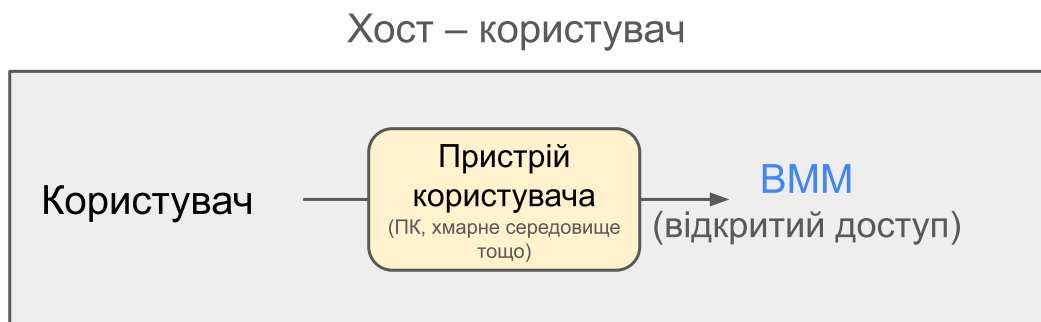 Хост – користувач
Користувач
Пристрій
користувача
(ПК, хмарне середовище
тощо)
ВММ
(відкритий доступ)